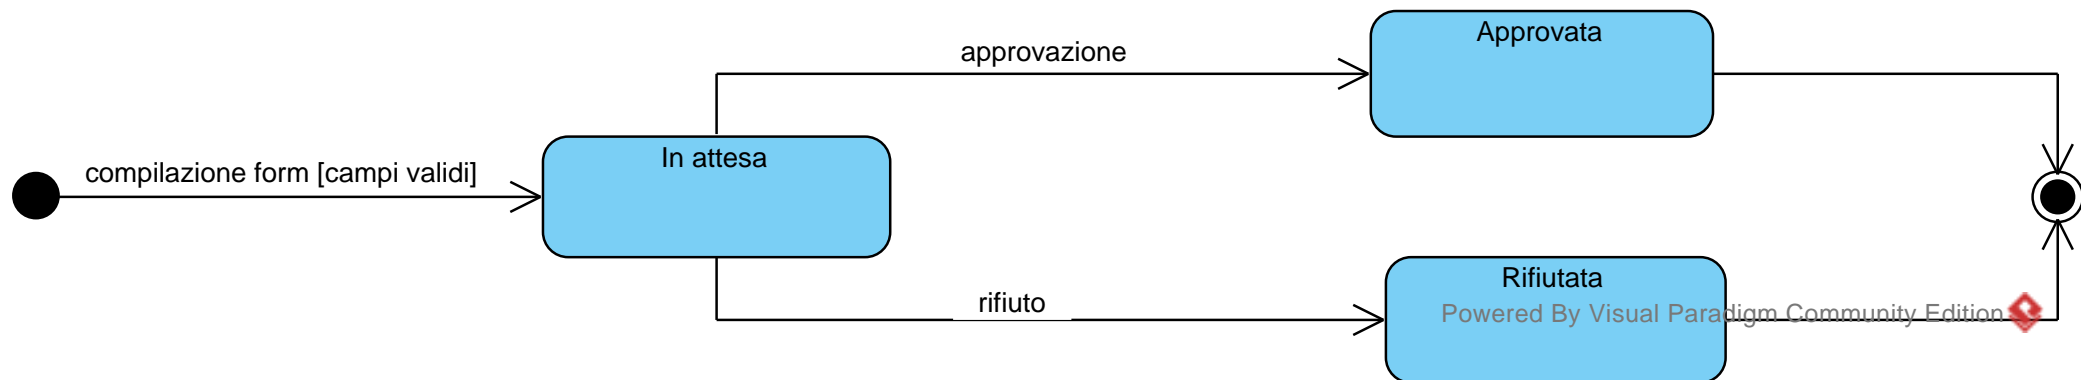 Approvata
approvazione
In attesa
compilazione form [campi validi]
Rifiutata
rifiuto
Powered By Visual Paradigm Community Edition